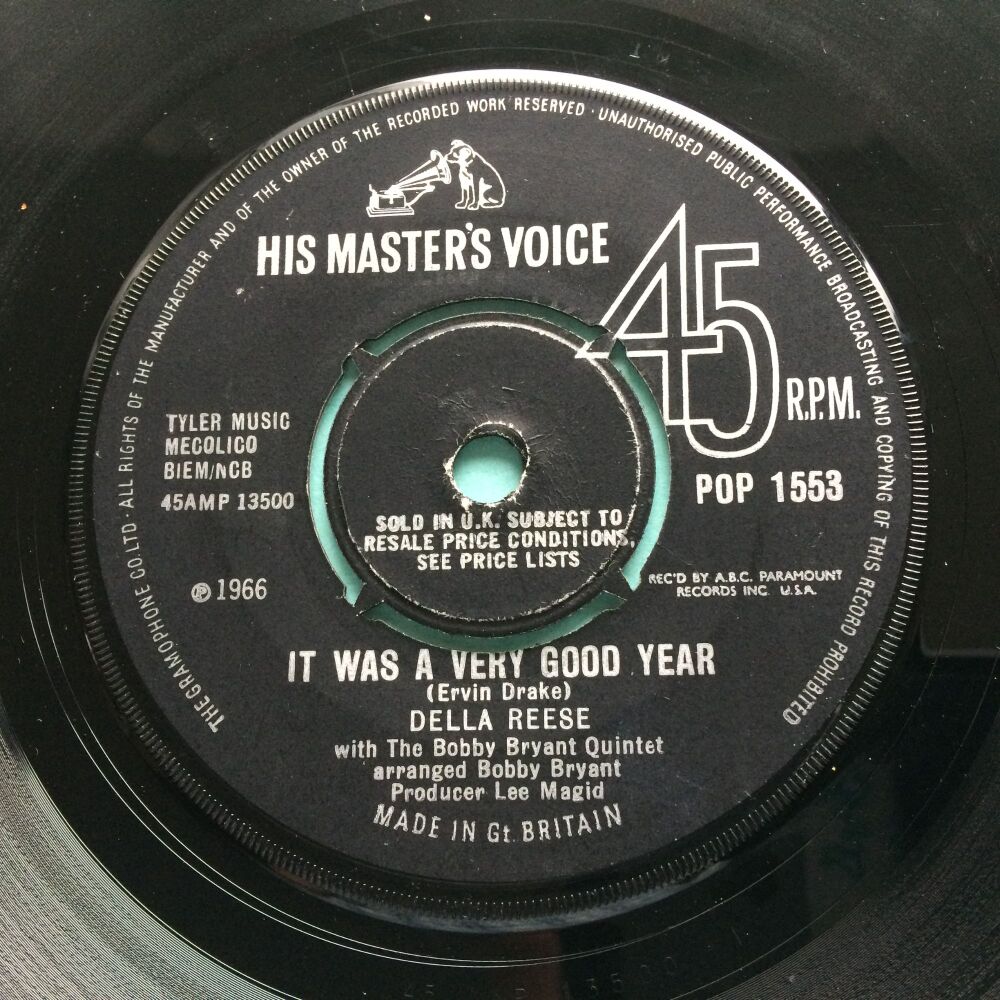 THE GRAMOPHONE CO. LTD. ALL RIGHTS OF THE MANUFACTURER AND OF THE OWNER OF THE RECORDED WORK RESERVED · UNAUTHORISED PUBLIC PERFORMANCE BROADCASTING AND COPYING OF THIS RECORD PROHIBITED
HIS MASTER'S VOICE
45 R.P.M.
TYLER MUSIC
MECOLICO
BIEM/NCB
45AMP 13500
POP 1553
SOLD IN U.K. SUBJECT TO
RESALE PRICE CONDITIONS,
SEE PRICE LISTS
℗ 1966
REC'D BY A.B.C. PARAMOUNT
RECORDS INC. U.S.A.
IT WAS A VERY GOOD YEAR
(Ervin Drake)
DELLA REESE
with The Bobby Bryant Quintet
arranged Bobby Bryant
Producer Lee Magid
MADE IN Gt. BRITAIN